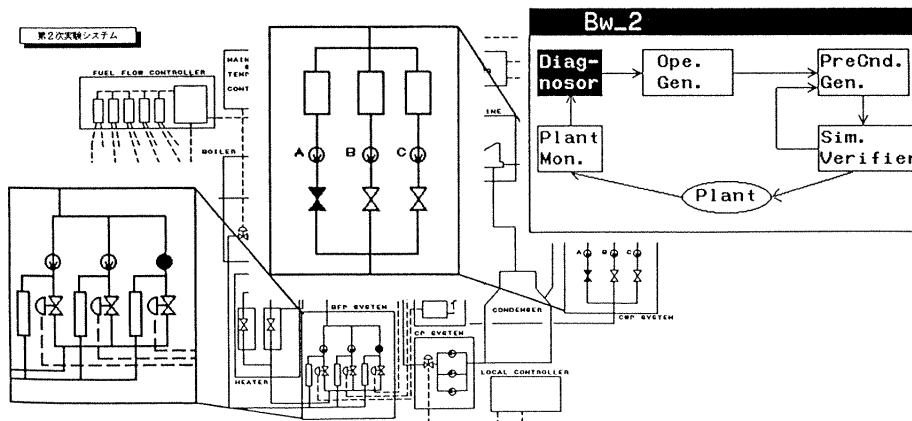 第2次実験システム
FUEL FLOW CONTROLLER
MAIN
TEMP
CONT
BOILER
A
B
C
INE
Bw_2
Diag-
nosor
Ope.
Gen.
PreCnd.
Gen.
Plant
Mon.
Sim.
Verifier
Plant
A
B
C
CWP SYSTEM
CONDENSER
BFP SYSTEM
CP SYSTEM
HEATER
LOCAL CONTROLLER